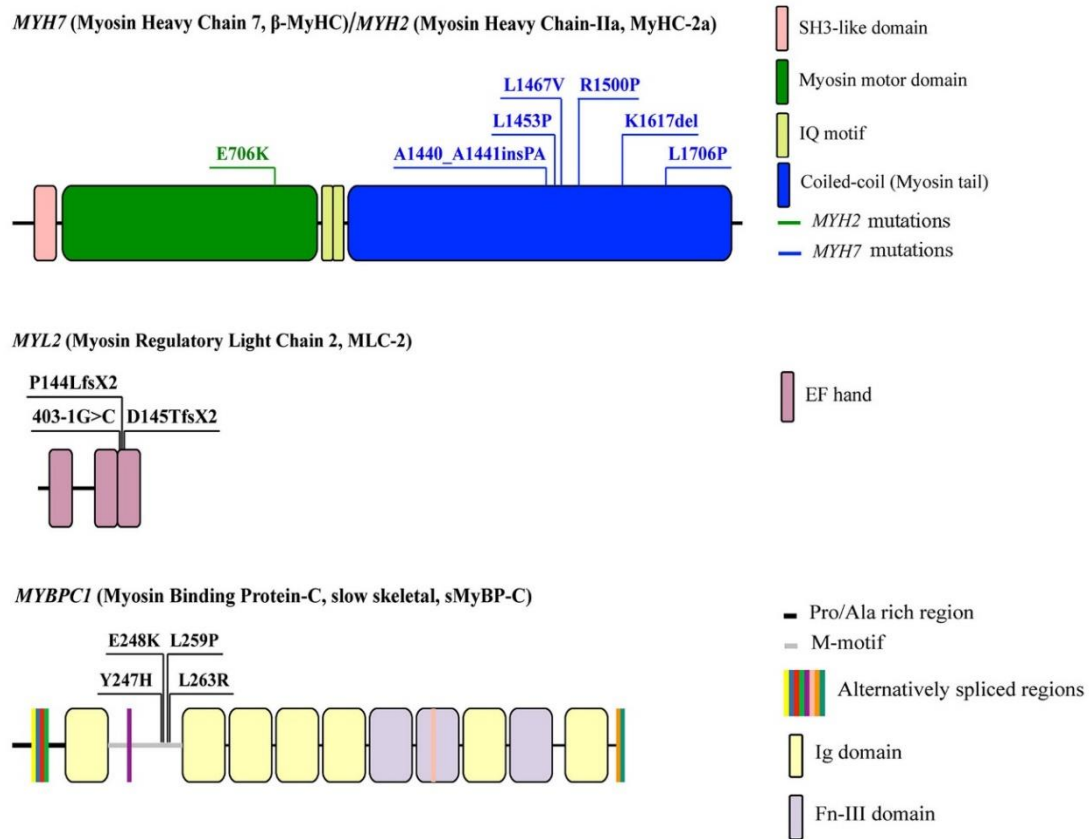 MYH7 (Myosin Heavy Chain 7, β-MyHC)/MYH2 (Myosin Heavy Chain-IIa, MyHC-2a)
L1467V R1500P
L1453P K1617del
E706K A1440_A1441insPA L1706P
SH3-like domain
Myosin motor domain
IQ motif
Coiled-coil (Myosin tail)
MYH2 mutations
MYH7 mutations
MYL2 (Myosin Regulatory Light Chain 2, MLC-2)
P144LfsX2
403-1G>C D145TfsX2
EF hand
MYBPC1 (Myosin Binding Protein-C, slow skeletal, sMyBP-C)
E248K L259P
Y247H L263R
Pro/Ala rich region
M-motif
Alternatively spliced regions
Ig domain
Fn-III domain